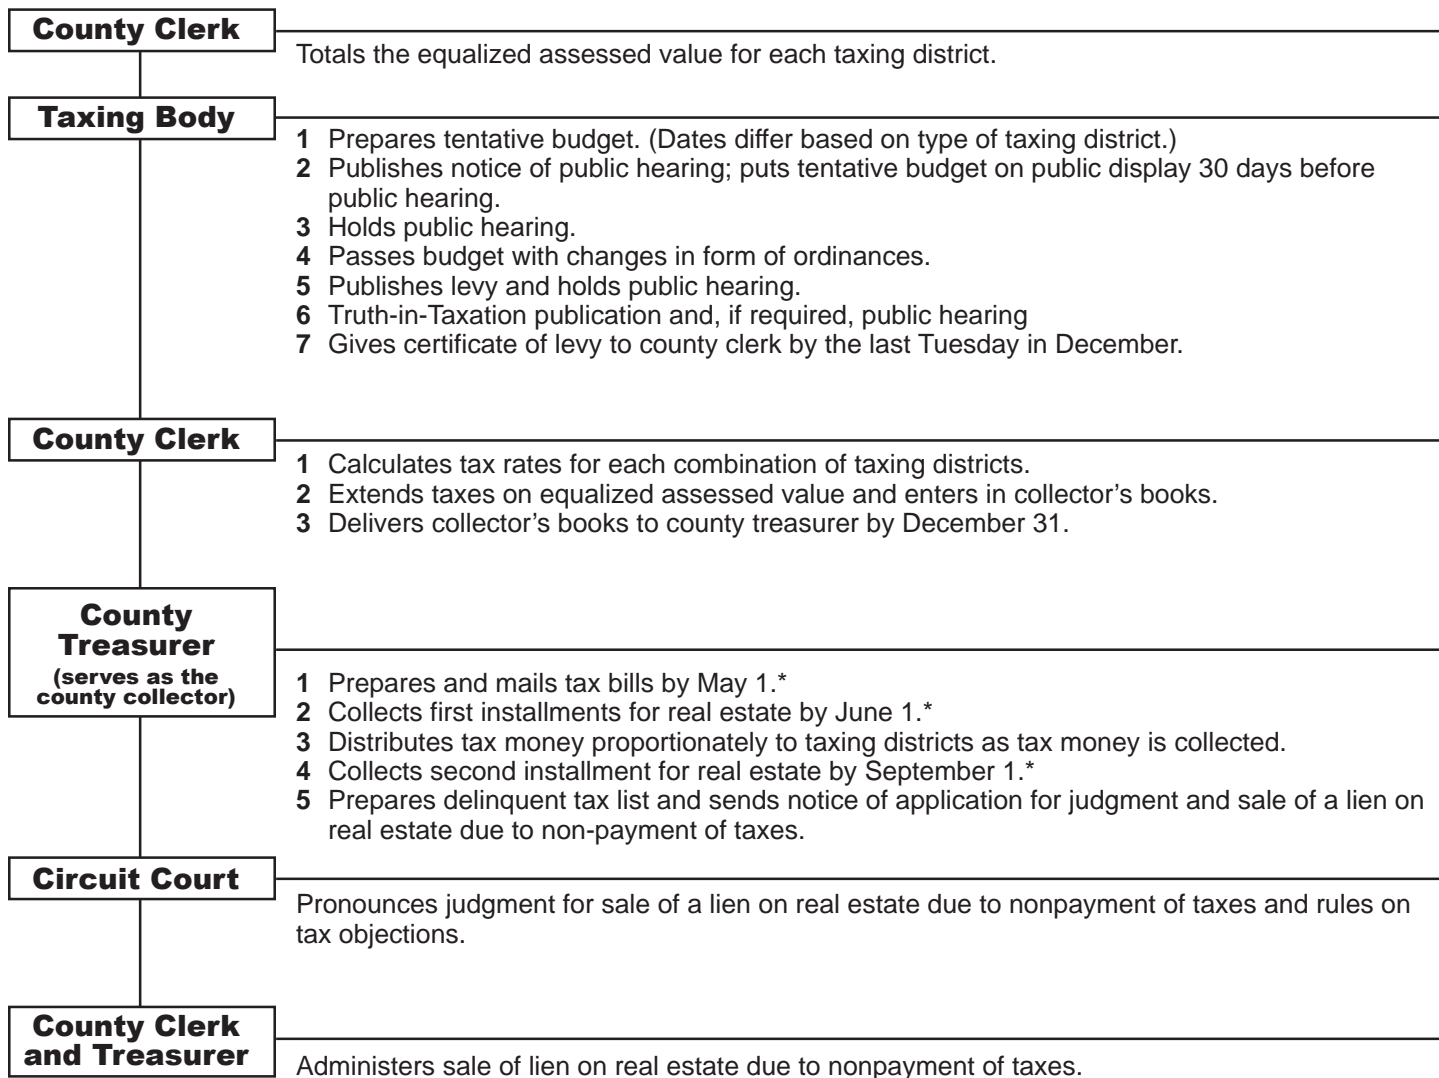 County Clerk
Totals the equalized assessed value for each taxing district.
Taxing Body
1 Prepares tentative budget. (Dates differ based on type of taxing district.)
2 Publishes notice of public hearing; puts tentative budget on public display 30 days before
public hearing.
3 Holds public hearing.
4 Passes budget with changes in form of ordinances.
5 Publishes levy and holds public hearing.
6 Truth-in-Taxation publication and, if required, public hearing
7 Gives certificate of levy to county clerk by the last Tuesday in December.
County Clerk
1 Calculates tax rates for each combination of taxing districts.
2 Extends taxes on equalized assessed value and enters in collector’s books.
3 Delivers collector’s books to county treasurer by December 31.
County
Treasurer
(serves as the
county collector)
1 Prepares and mails tax bills by May 1.*
2 Collects first installments for real estate by June 1.*
3 Distributes tax money proportionately to taxing districts as tax money is collected.
4 Collects second installment for real estate by September 1.*
5 Prepares delinquent tax list and sends notice of application for judgment and sale of a lien on
real estate due to non-payment of taxes.
Circuit Court
Pronounces judgment for sale of a lien on real estate due to nonpayment of taxes and rules on
tax objections.
County Clerk
and Treasurer
Administers sale of lien on real estate due to nonpayment of taxes.